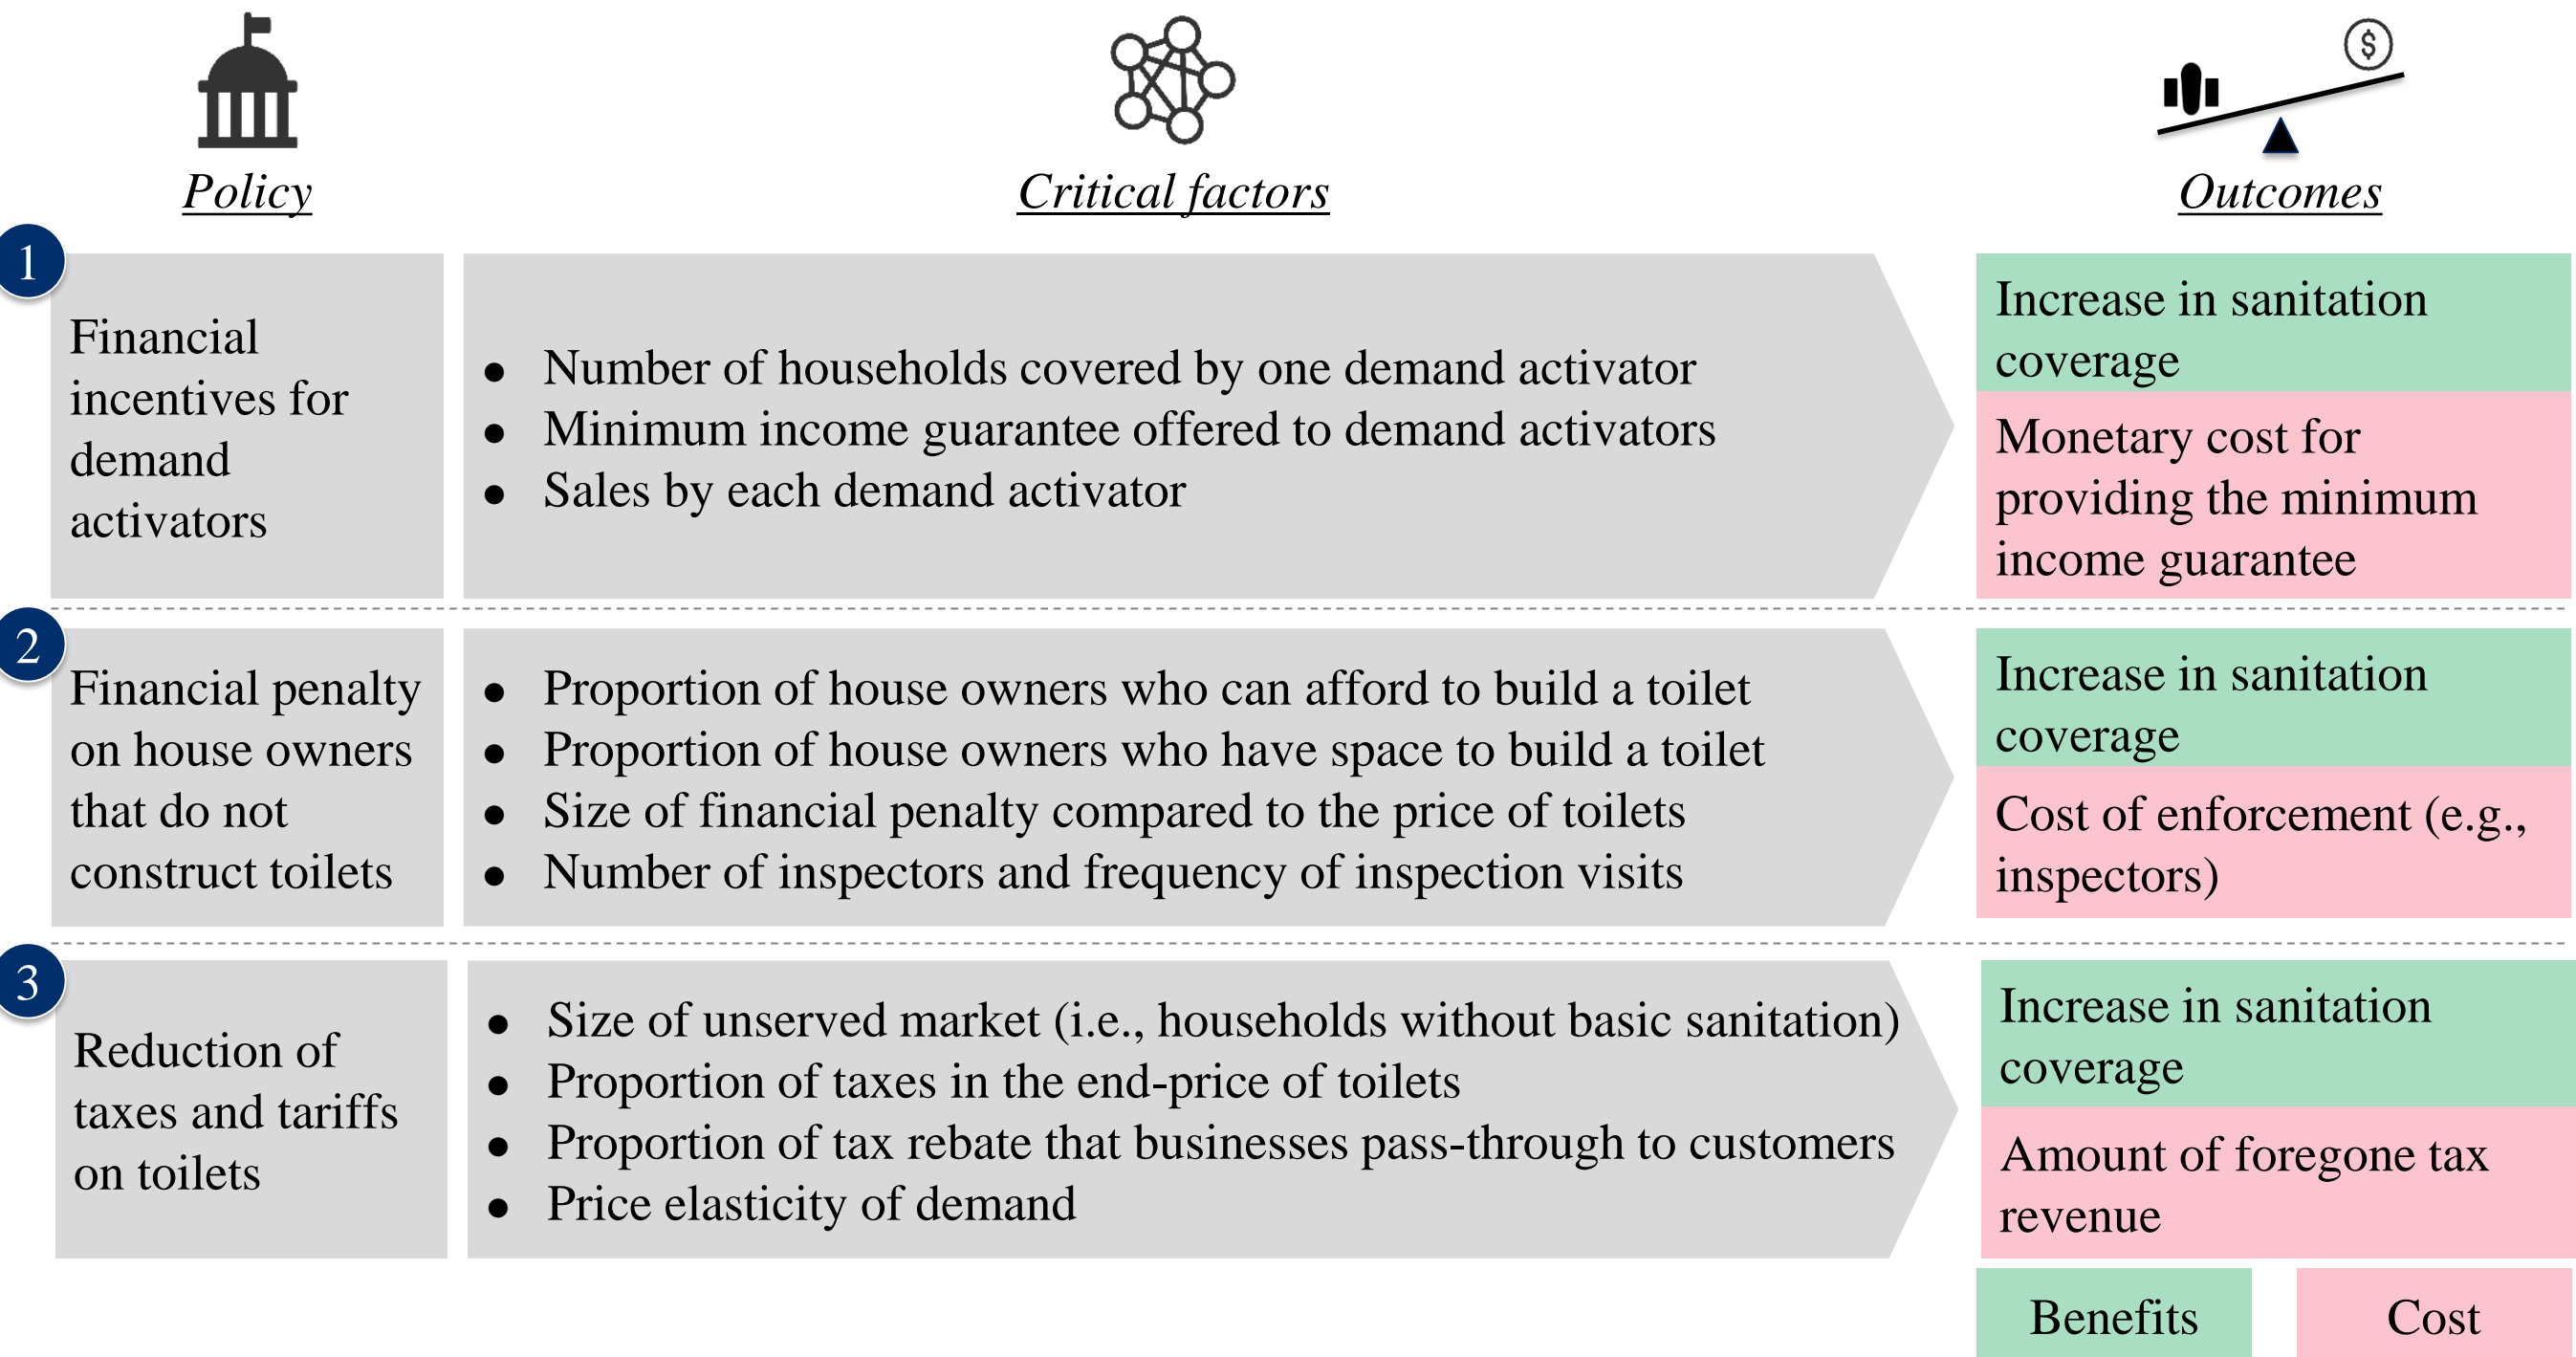 $
Policy
Critical factors
Outcomes
1
Financial
incentives for
demand
activators
● Number of households covered by one demand activator
● Minimum income guarantee offered to demand activators
● Sales by each demand activator
Increase in sanitation
coverage
Monetary cost for
providing the minimum
income guarantee
2
Financial penalty
on house owners
that do not
construct toilets
● Proportion of house owners who can afford to build a toilet
● Proportion of house owners who have space to build a toilet
● Size of financial penalty compared to the price of toilets
● Number of inspectors and frequency of inspection visits
Increase in sanitation
coverage
Cost of enforcement (e.g.,
inspectors)
3
Reduction of
taxes and tariffs
on toilets
● Size of unserved market (i.e., households without basic sanitation)
● Proportion of taxes in the end-price of toilets
● Proportion of tax rebate that businesses pass-through to customers
● Price elasticity of demand
Increase in sanitation
coverage
Amount of foregone tax
revenue
Benefits
Cost